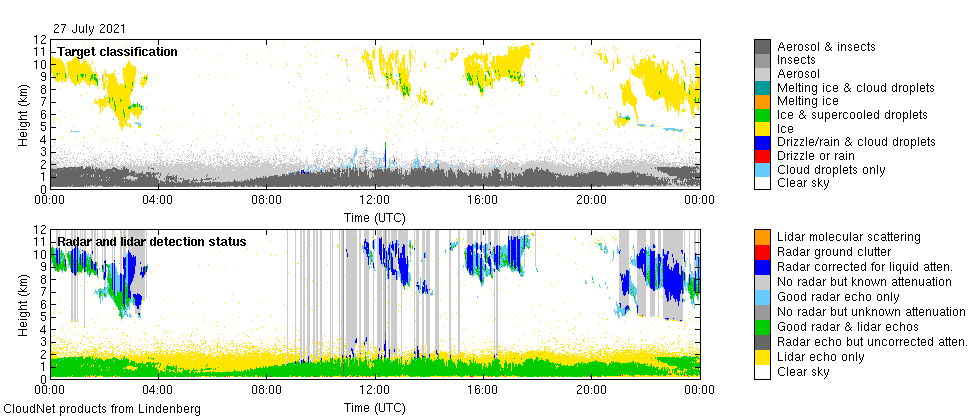 27 July 2021
Target classification
Height (km)
12
11
10
9
8
7
6
5
4
3
2
1
0
00:00 04:00 08:00 12:00 16:00 20:00 00:00
Time (UTC)
Aerosol & insects
Insects
Aerosol
Melting ice & cloud droplets
Melting ice
Ice & supercooled droplets
Ice
Drizzle/rain & cloud droplets
Drizzle or rain
Cloud droplets only
Clear sky
Radar and lidar detection status
Height (km)
12
11
10
9
8
7
6
5
4
3
2
1
0
00:00 04:00 08:00 12:00 16:00 20:00 00:00
Time (UTC)
Lidar molecular scattering
Radar ground clutter
Radar corrected for liquid atten.
No radar but known attenuation
Good radar echo only
No radar but unknown attenuation
Good radar & lidar echos
Radar echo but uncorrected atten.
Lidar echo only
Clear sky
CloudNet products from Lindenberg